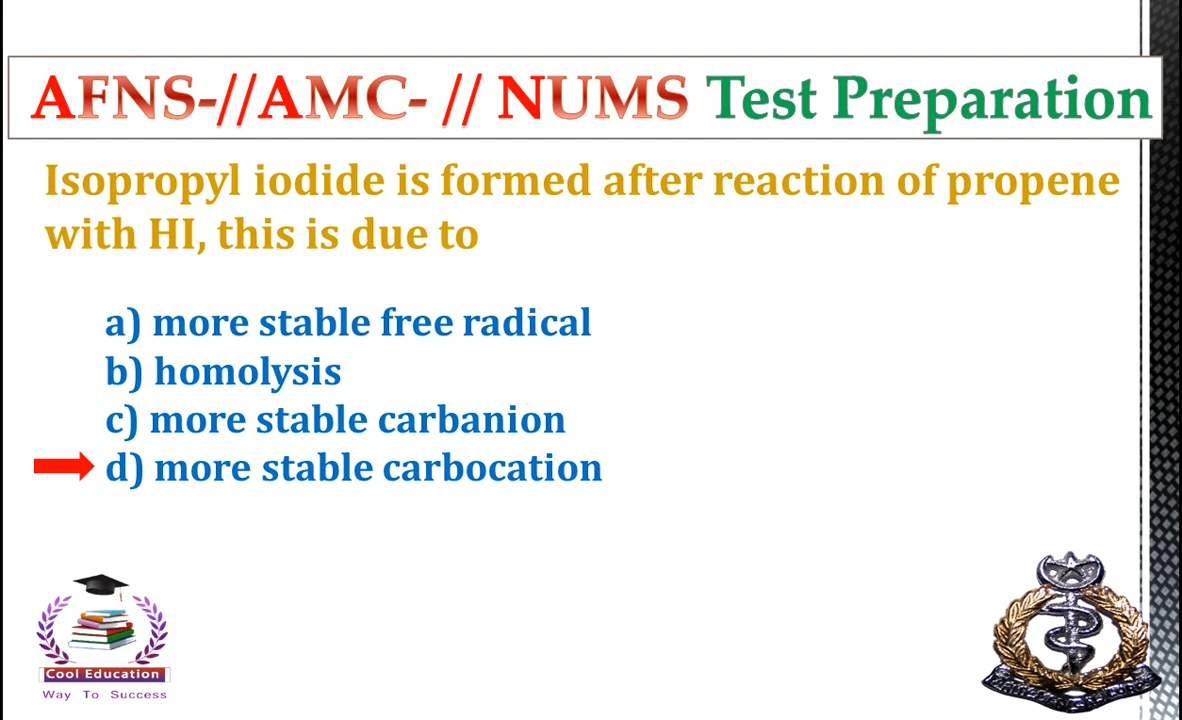 AFNS-//AMC- // NUMS Test Preparation
Isopropyl iodide is formed after reaction of propene
with HI, this is due to
a) more stable free radical
b) homolysis
c) more stable carbanion
d) more stable carbocation
Cool Education
Way To Success